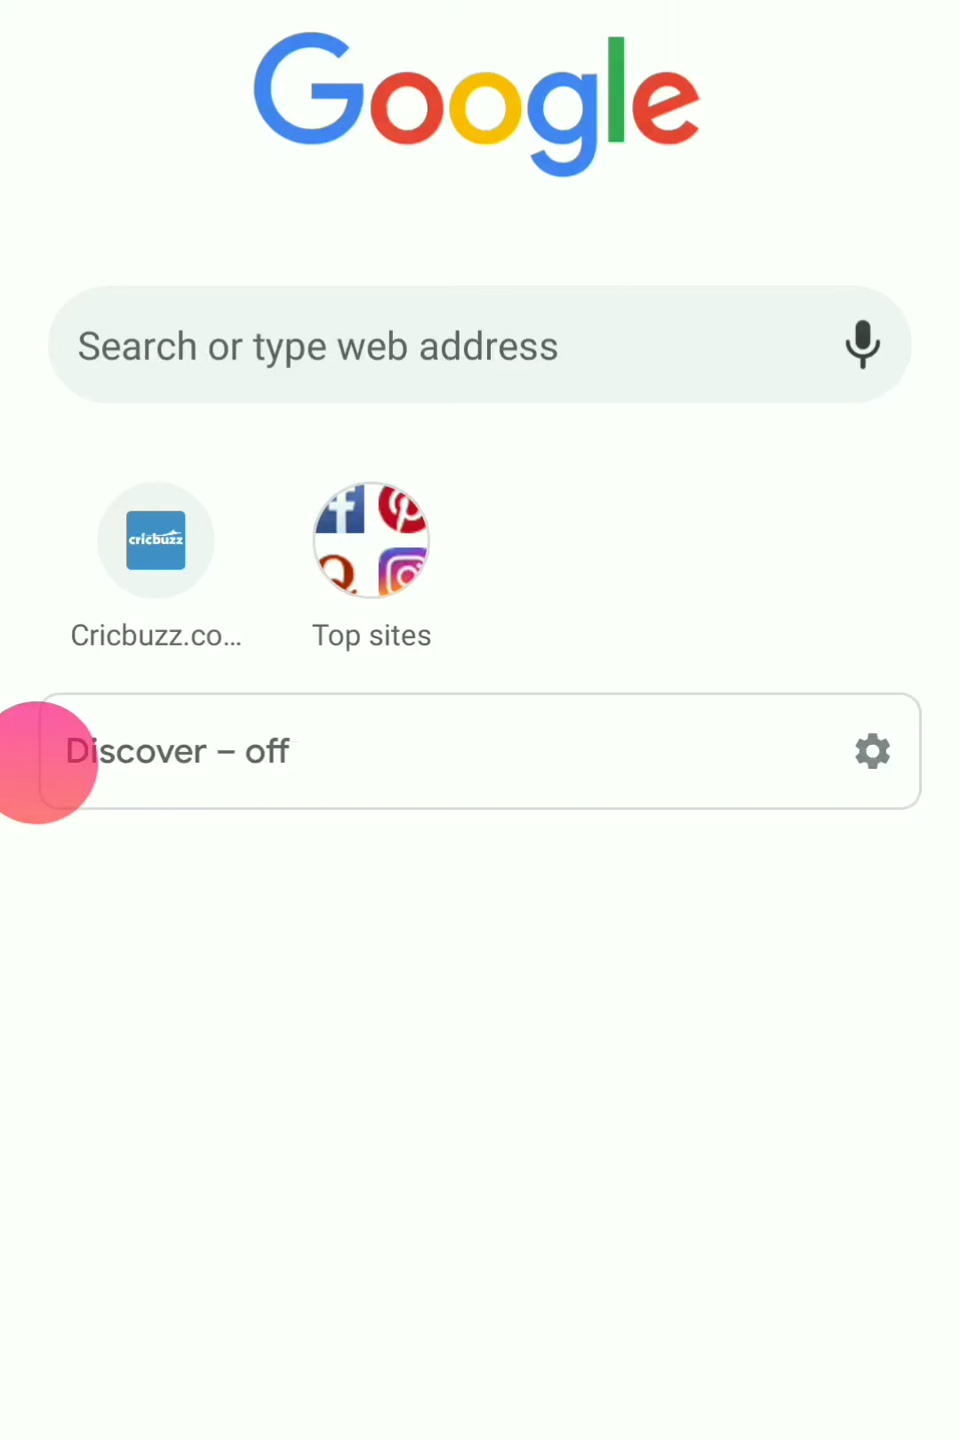 Google
Search or type web address
cricbuzz
Cricbuzz.co...
Top sites
Discover – off